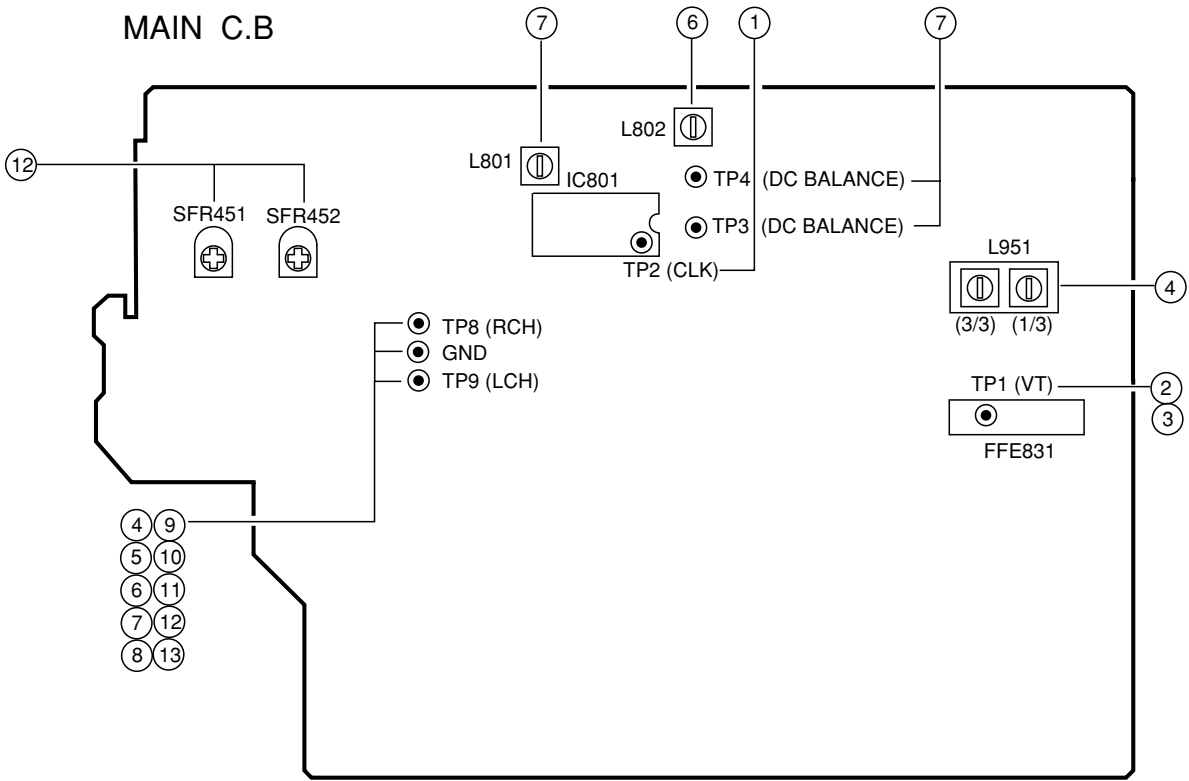 MAIN C.B
7 6 1 7
L802
12
L801
IC801
TP4 (DC BALANCE)
SFR451 SFR452
TP3 (DC BALANCE)
TP2 (CLK)
L951
4
(3/3) (1/3)
TP8 (RCH)
GND
TP9 (LCH)
TP1 (VT)
2
3
FFE831
4 9
5 10
6 11
7 12
8 13